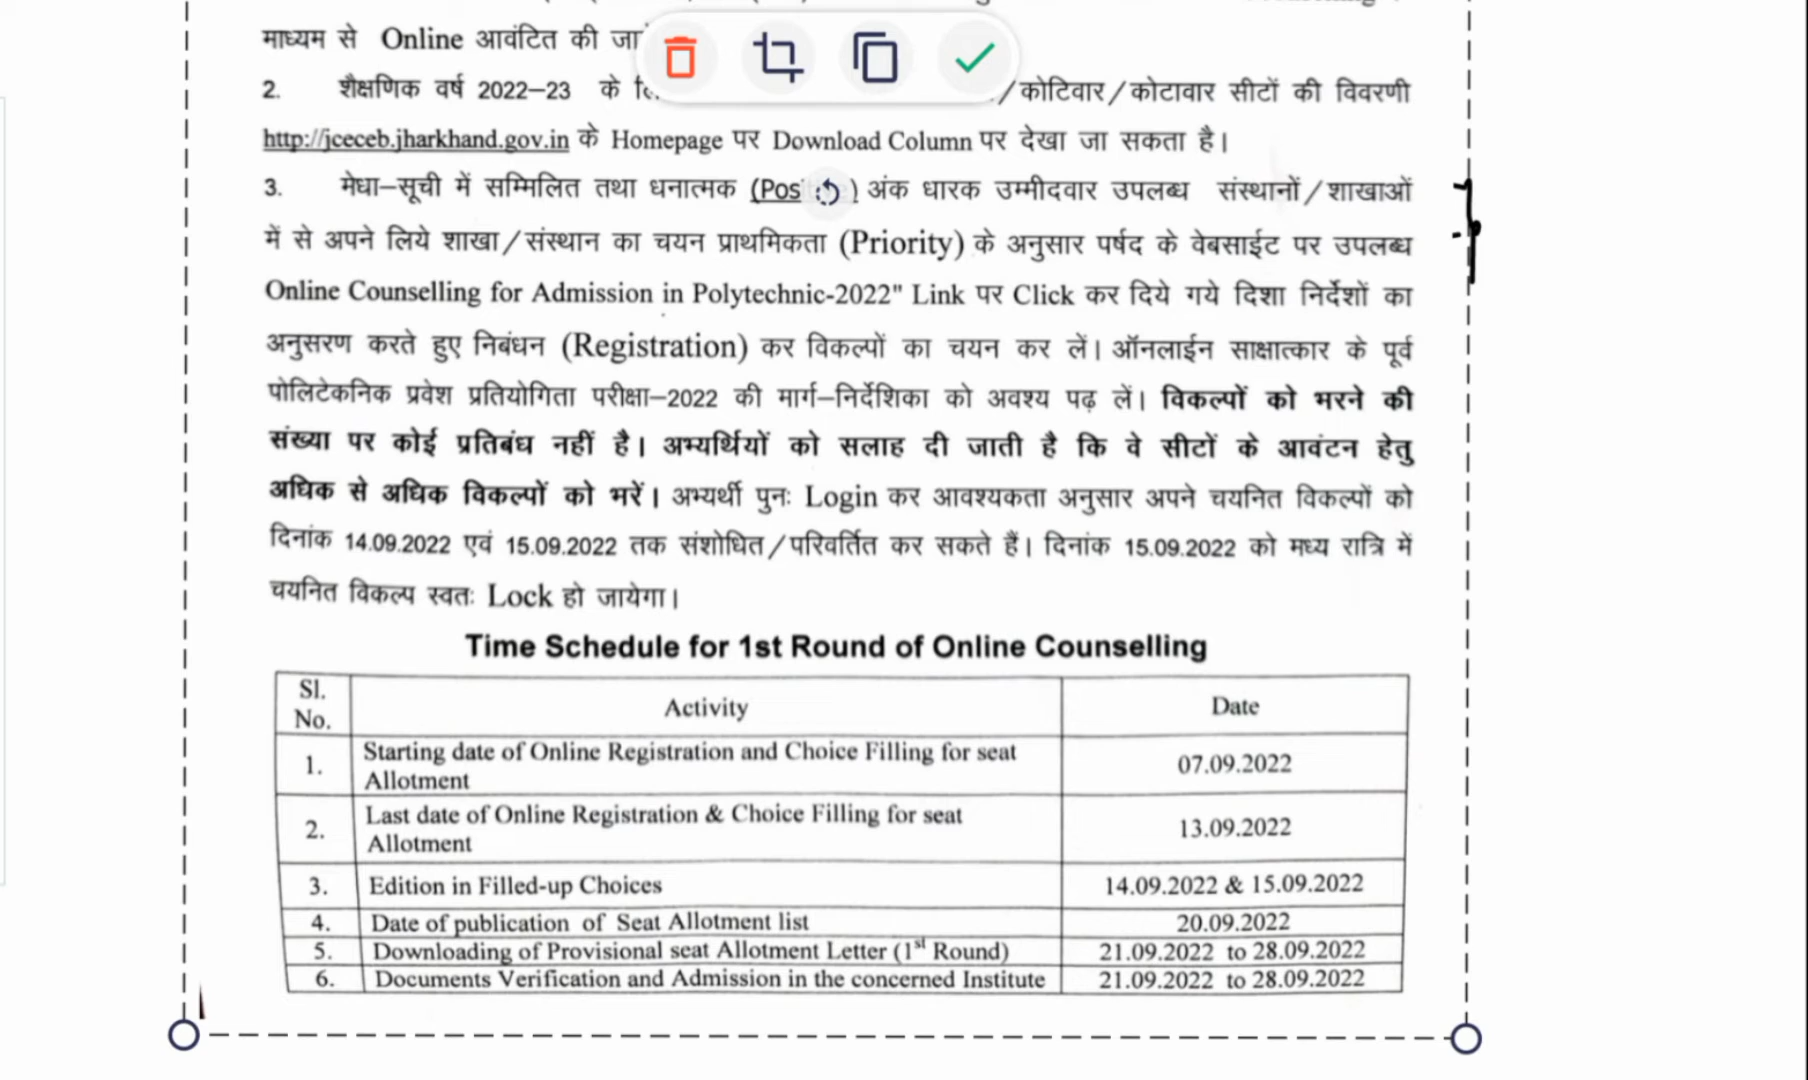 माध्यम से Online आवंटित की
2. शैक्षणिक वर्ष 2022–23 के /कोटिवार/कोटावार सीटों की विवरणी
http://jceceb.jharkhand.gov.in के Homepage पर Download Column पर देखा जा सकता है।
3. मेधा–सूची में सम्मिलित तथा धनात्मक (Pos ) अंक धारक उम्मीदवार उपलब्ध संस्थानों/शाखाओं
में से अपने लिये शाखा/संस्थान का चयन प्राथमिकता (Priority) के अनुसार पर्षद के वेबसाईट पर उपलब्ध
Online Counselling for Admission in Polytechnic-2022" Link पर Click कर दिये गये दिशा निर्देशों का
अनुसरण करते हुए निबंधन (Registration) कर विकल्पों का चयन कर लें। ऑनलाईन साक्षात्कार के पूर्व
पोलिटेकनिक प्रवेश प्रतियोगिता परीक्षा–2022 की मार्ग–निर्देशिका को अवश्य पढ़ लें। विकल्पों को भरने की
संख्या पर कोई प्रतिबंध नहीं है। अभ्यर्थियों को सलाह दी जाती है कि वे सीटों के आवंटन हेतु
अधिक से अधिक विकल्पों को भरें। अभ्यर्थी पुनः Login कर आवश्यकता अनुसार अपने चयनित विकल्पों को
दिनांक 14.09.2022 एवं 15.09.2022 तक संशोधित/परिवर्तित कर सकते हैं। दिनांक 15.09.2022 को मध्य रात्रि में
चयनित विकल्प स्वतः Lock हो जायेगा।
Time Schedule for 1st Round of Online Counselling
Sl. No. Activity Date
1. Starting date of Online Registration and Choice Filling for seat Allotment 07.09.2022
2. Last date of Online Registration & Choice Filling for seat Allotment 13.09.2022
3. Edition in Filled-up Choices 14.09.2022 & 15.09.2022
4. Date of publication of Seat Allotment list 20.09.2022
5. Downloading of Provisional seat Allotment Letter (1st Round) 21.09.2022 to 28.09.2022
6. Documents Verification and Admission in the concerned Institute 21.09.2022 to 28.09.2022